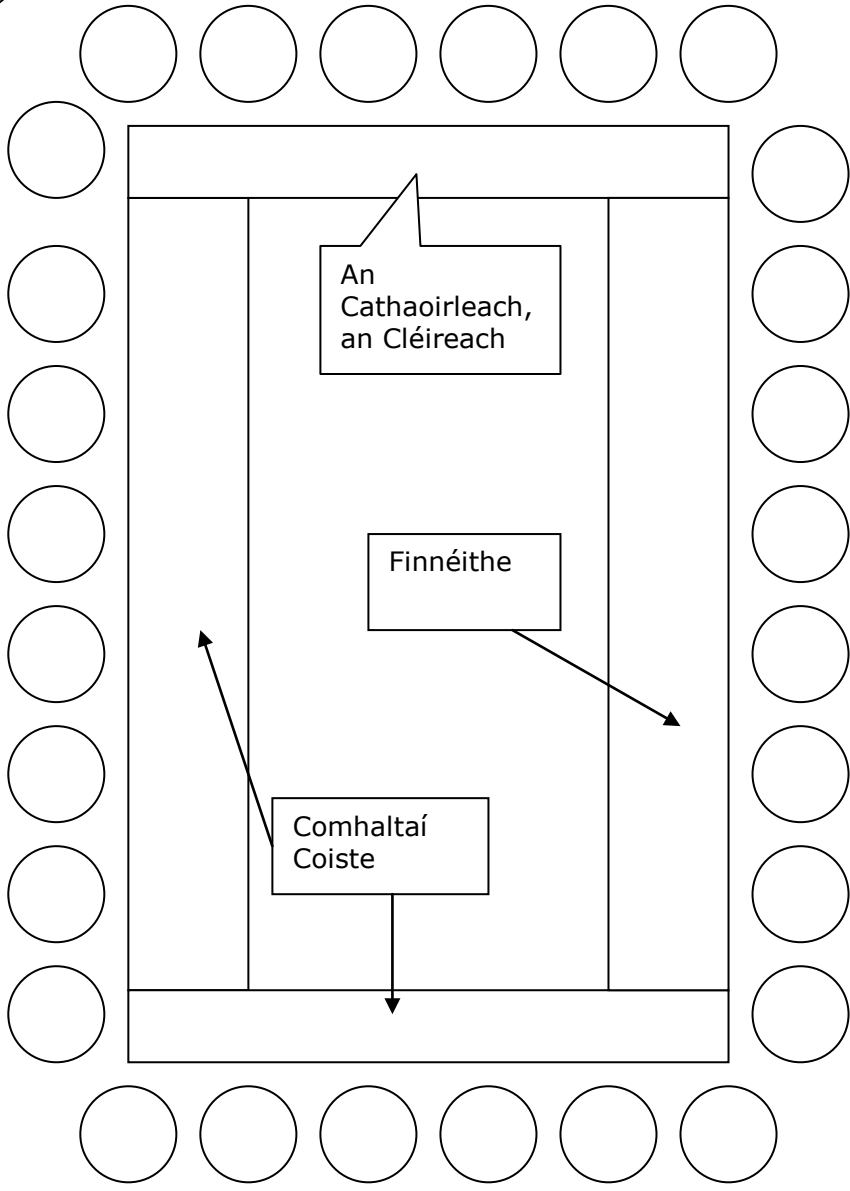 An
Cathaoirleach,
an Cléireach
Finnéithe
Comhaltaí
Coiste